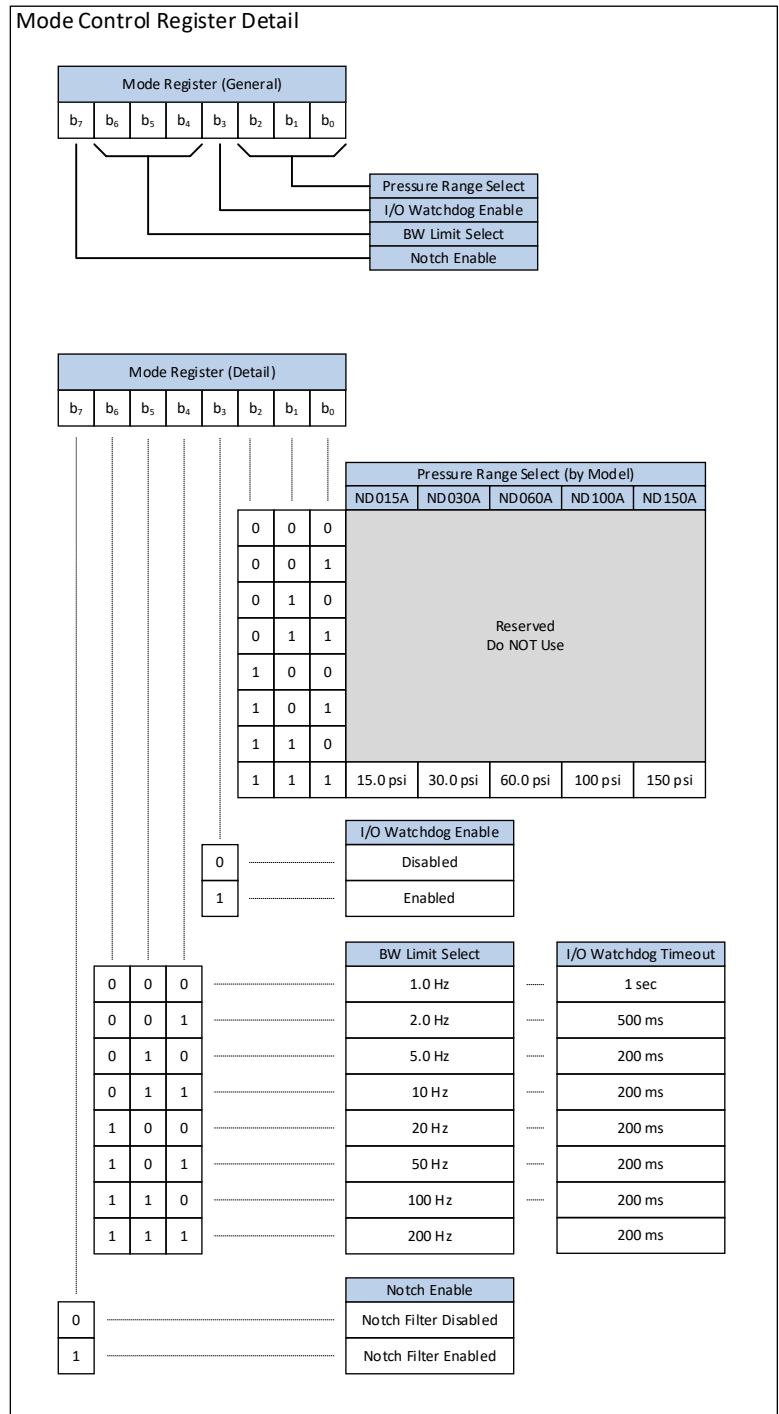 Mode Control Register Detail
Mode Register (General)
b₇ b₆ b₅ b₄ b₃ b₂ b₁ b₀
Pressure Range Select
I/O Watchdog Enable
BW Limit Select
Notch Enable
Mode Register (Detail)
b₇ b₆ b₅ b₄ b₃ b₂ b₁ b₀
Pressure Range Select (by Model)
ND015A ND030A ND060A ND100A ND150A
0 0 0
0 0 1
0 1 0
Reserved
0 1 1
Do NOT Use
1 0 0
1 0 1
1 1 0
1 1 1 15.0 psi 30.0 psi 60.0 psi 100 psi 150 psi
I/O Watchdog Enable
0 Disabled
1 Enabled
BW Limit Select I/O Watchdog Timeout
0 0 0 1.0 Hz 1 sec
0 0 1 2.0 Hz 500 ms
0 1 0 5.0 Hz 200 ms
0 1 1 10 Hz 200 ms
1 0 0 20 Hz 200 ms
1 0 1 50 Hz 200 ms
1 1 0 100 Hz 200 ms
1 1 1 200 Hz 200 ms
Notch Enable
0 Notch Filter Disabled
1 Notch Filter Enabled